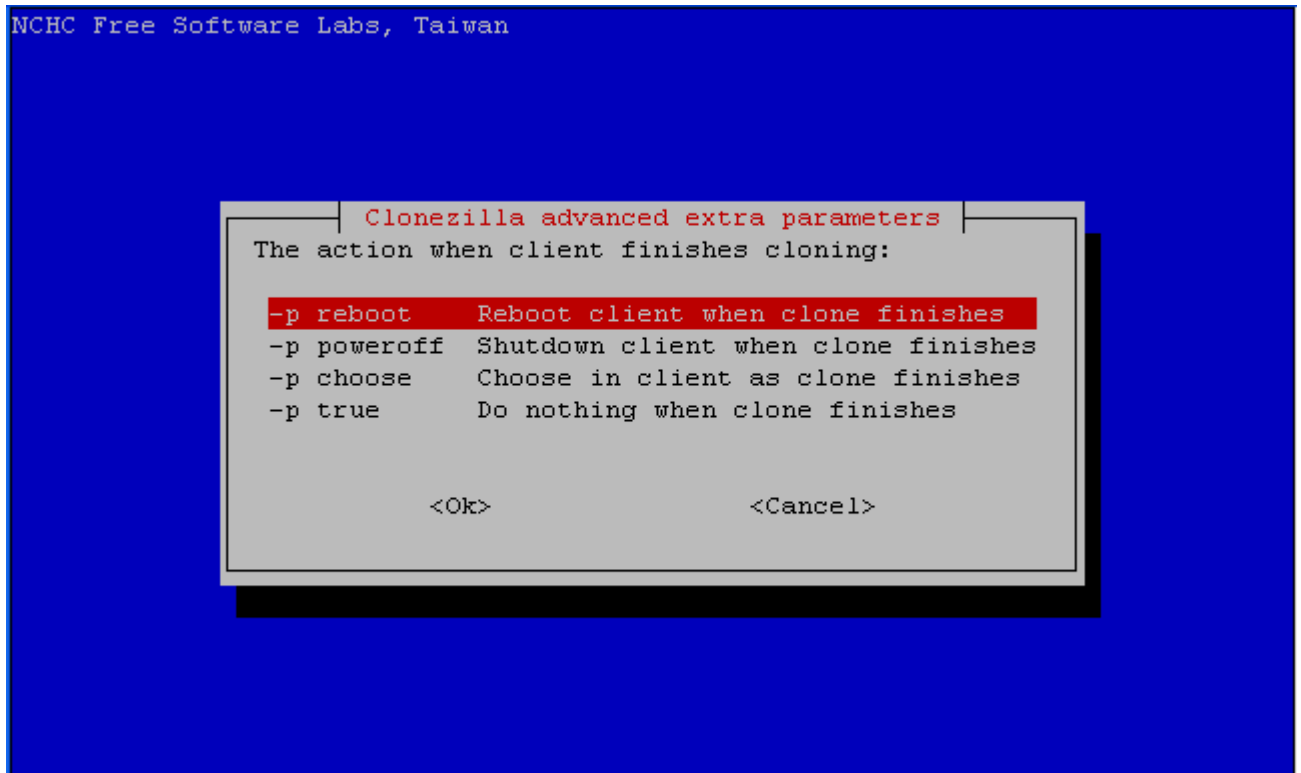 NCHC Free Software Labs, Taiwan
Clonezilla advanced extra parameters
The action when client finishes cloning:
-p reboot    Reboot client when clone finishes
-p poweroff  Shutdown client when clone finishes
-p choose    Choose in client as clone finishes
-p true      Do nothing when clone finishes
<Ok>                <Cancel>